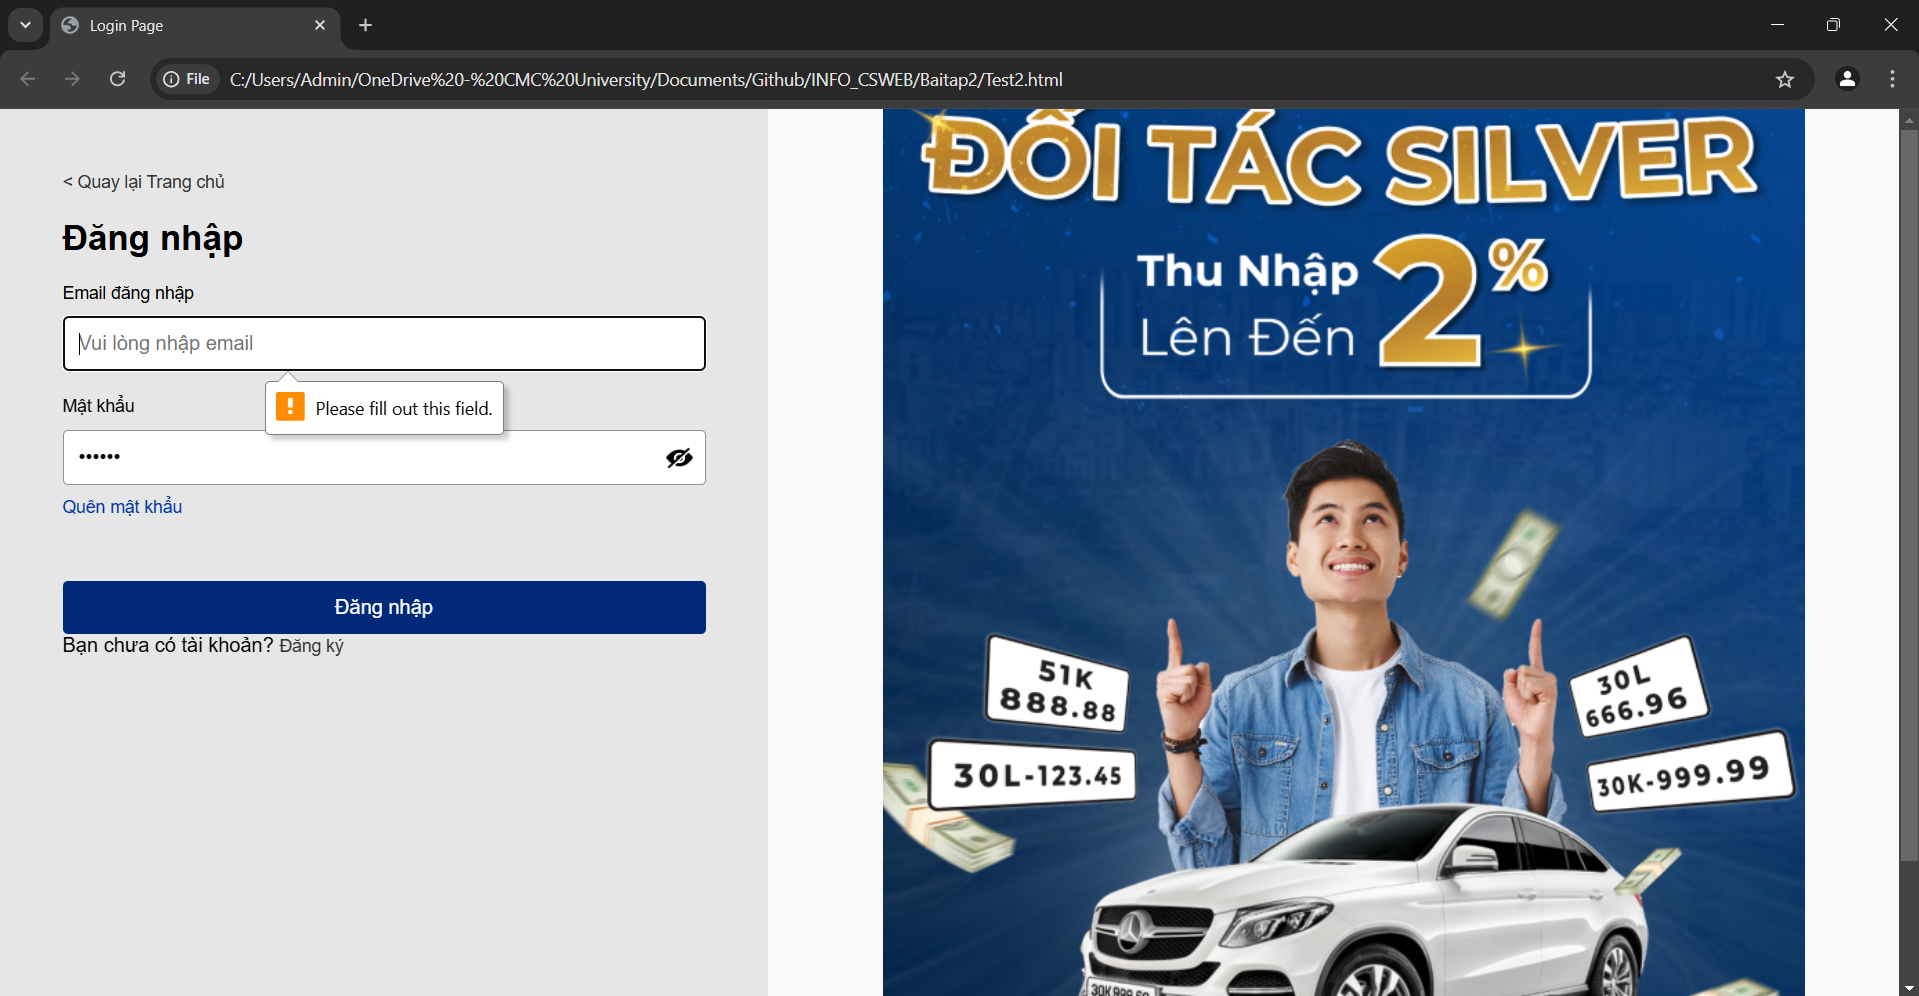 Login Page
File
C:/Users/Admin/OneDrive%20-%20CMC%20University/Documents/Github/INFO_CSWEB/Baitap2/Test2.html
< Quay lại Trang chủ
Đăng nhập
Email đăng nhập
Vui lòng nhập email
Please fill out this field.
Mật khẩu
••••••
Quên mật khẩu
Đăng nhập
Bạn chưa có tài khoản? Đăng ký
ĐỐI TÁC SILVER
Thu Nhập
Lên Đến
2%
51K
888.88
30L
666.96
30L-123.45
30K-999.99